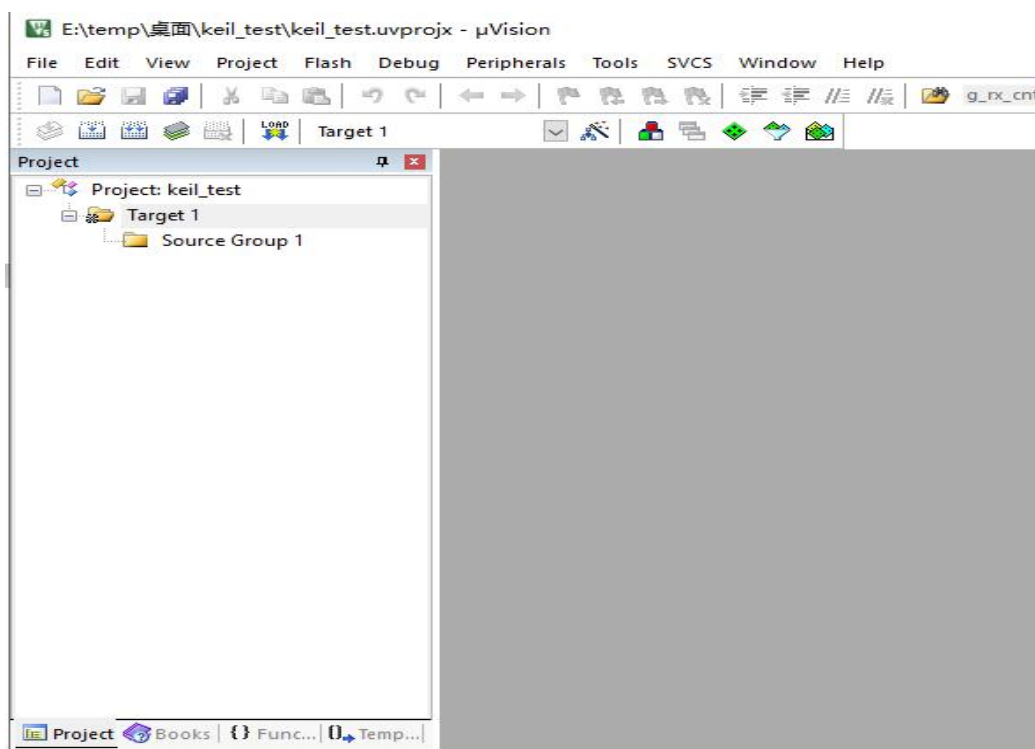 E:\temp\桌面\keil_test\keil_test.uvprojx - µVision
File Edit View Project Flash Debug Peripherals Tools SVCS Window Help
g_rx_cnt
LOAD Target 1
Project
Project: keil_test
Target 1
Source Group 1
Project Books {} Func... Temp...